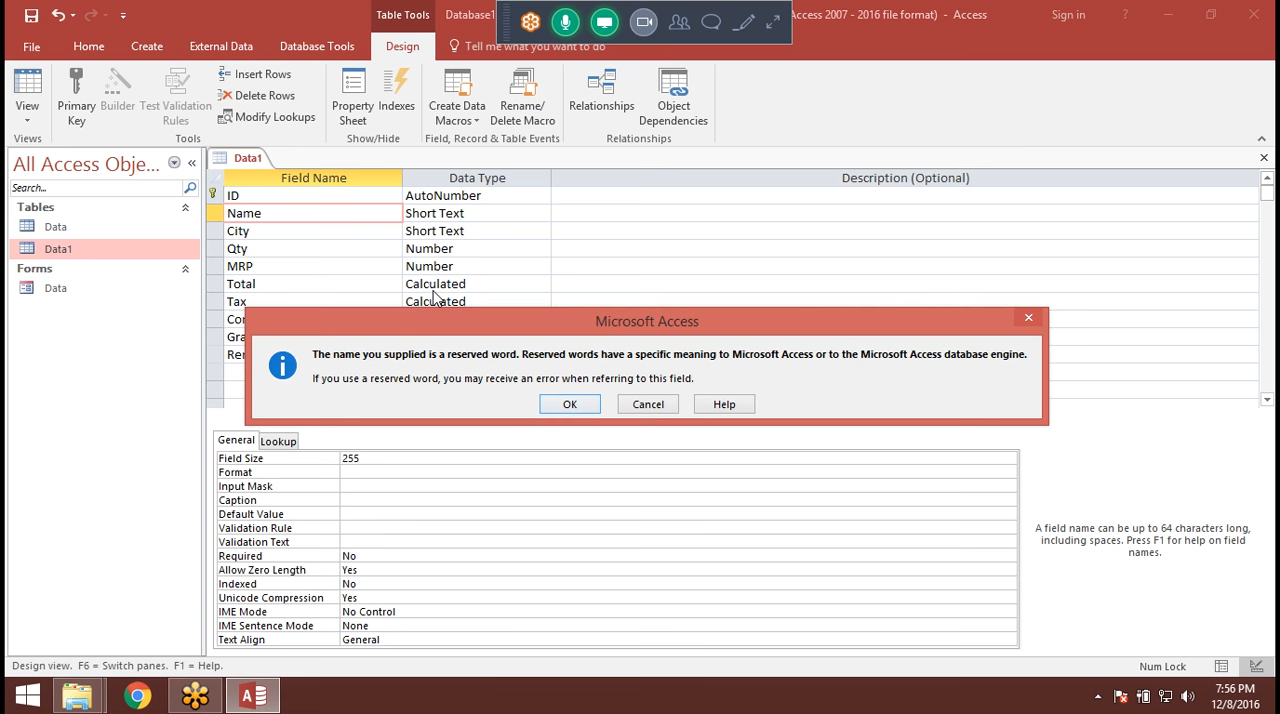 Table Tools
Database1
Access 2007 - 2016 file format) - Access
Sign in
?
File
Home
Create
External Data
Database Tools
Design
Tell me what you want to do
View
Primary Key
Builder
Test Validation Rules
Insert Rows
Delete Rows
Modify Lookups
Property Sheet
Indexes
Create Data Macros
Rename/ Delete Macro
Relationships
Object Dependencies
Views
Tools
Show/Hide
Field, Record & Table Events
Relationships
All Access Obje...
Search...
Tables
Data
Data1
Forms
Data
Data1
Field Name
Data Type
Description (Optional)
ID
AutoNumber
Name
Short Text
City
Short Text
Qty
Number
MRP
Number
Total
Calculated
Tax
Calculated
Microsoft Access
The name you supplied is a reserved word. Reserved words have a specific meaning to Microsoft Access or to the Microsoft Access database engine.
If you use a reserved word, you may receive an error when referring to this field.
OK
Cancel
Help
General
Lookup
Field Size
255
Format
Input Mask
Caption
Default Value
Validation Rule
Validation Text
Required
No
Allow Zero Length
Yes
Indexed
No
Unicode Compression
Yes
IME Mode
No Control
IME Sentence Mode
None
Text Align
General
A field name can be up to 64 characters long,
including spaces. Press F1 for help on field
names.
Design view. F6 = Switch panes. F1 = Help.
Num Lock
7:56 PM
12/8/2016